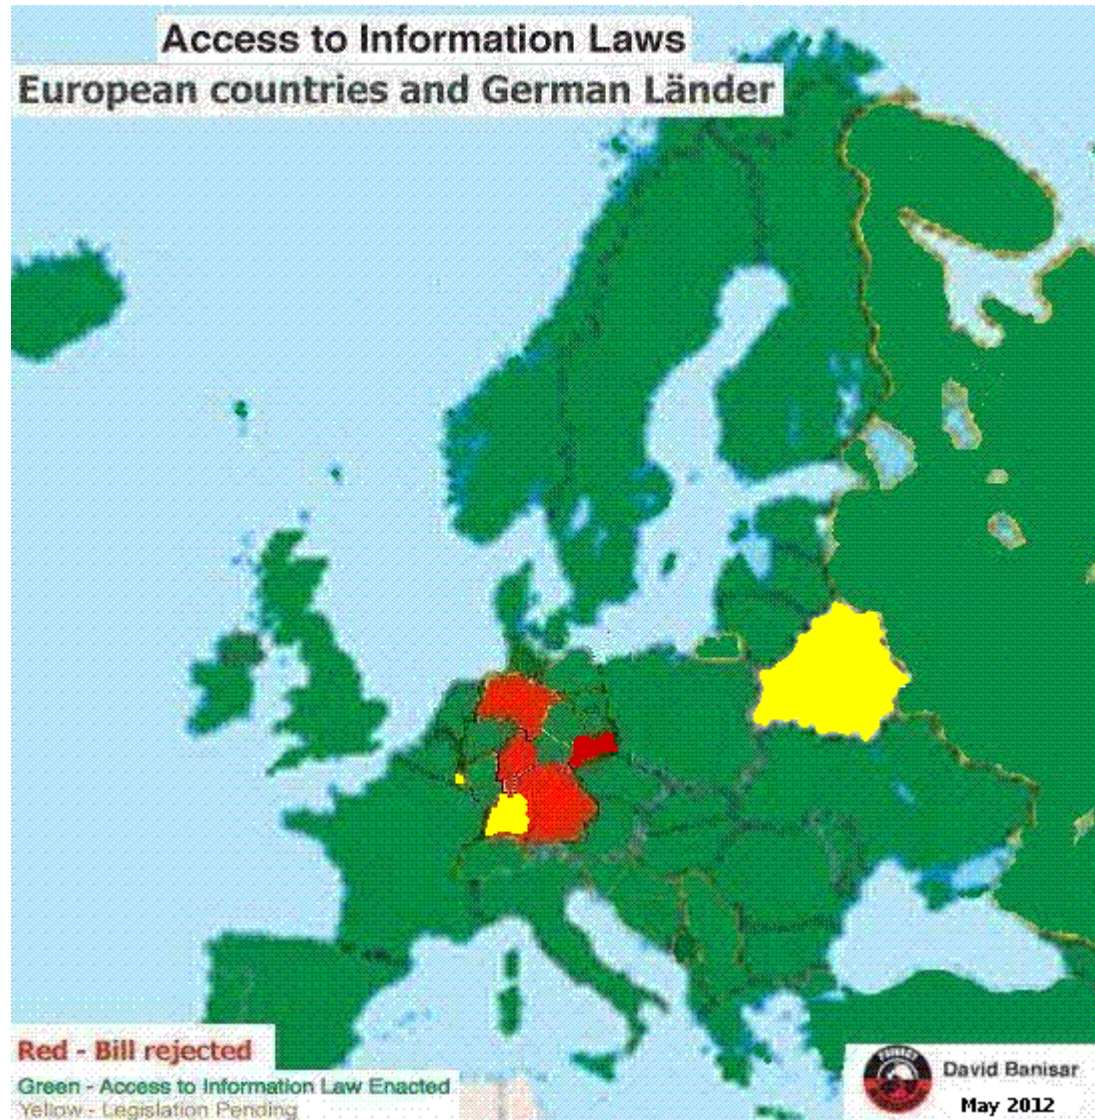 Access to Information Laws
European countries and German Länder
Red - Bill rejected
Green - Access to Information Law Enacted
Yellow - Legislation Pending
PRIVACY
David Banisar
May 2012